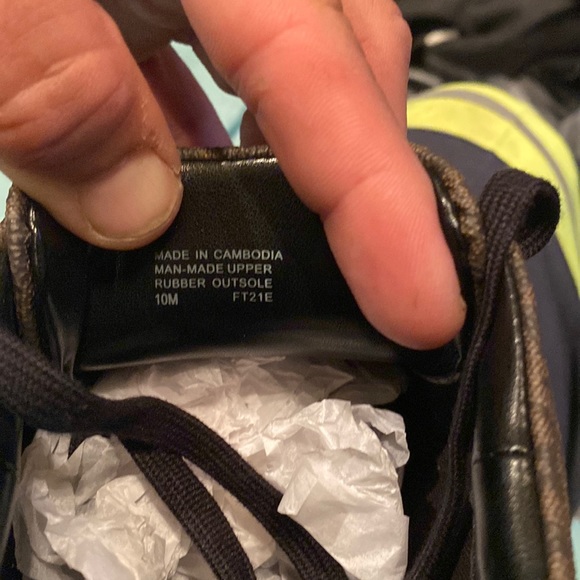 MADE IN CAMBODIA
MAN-MADE UPPER
RUBBER OUTSOLE
10M FT21E